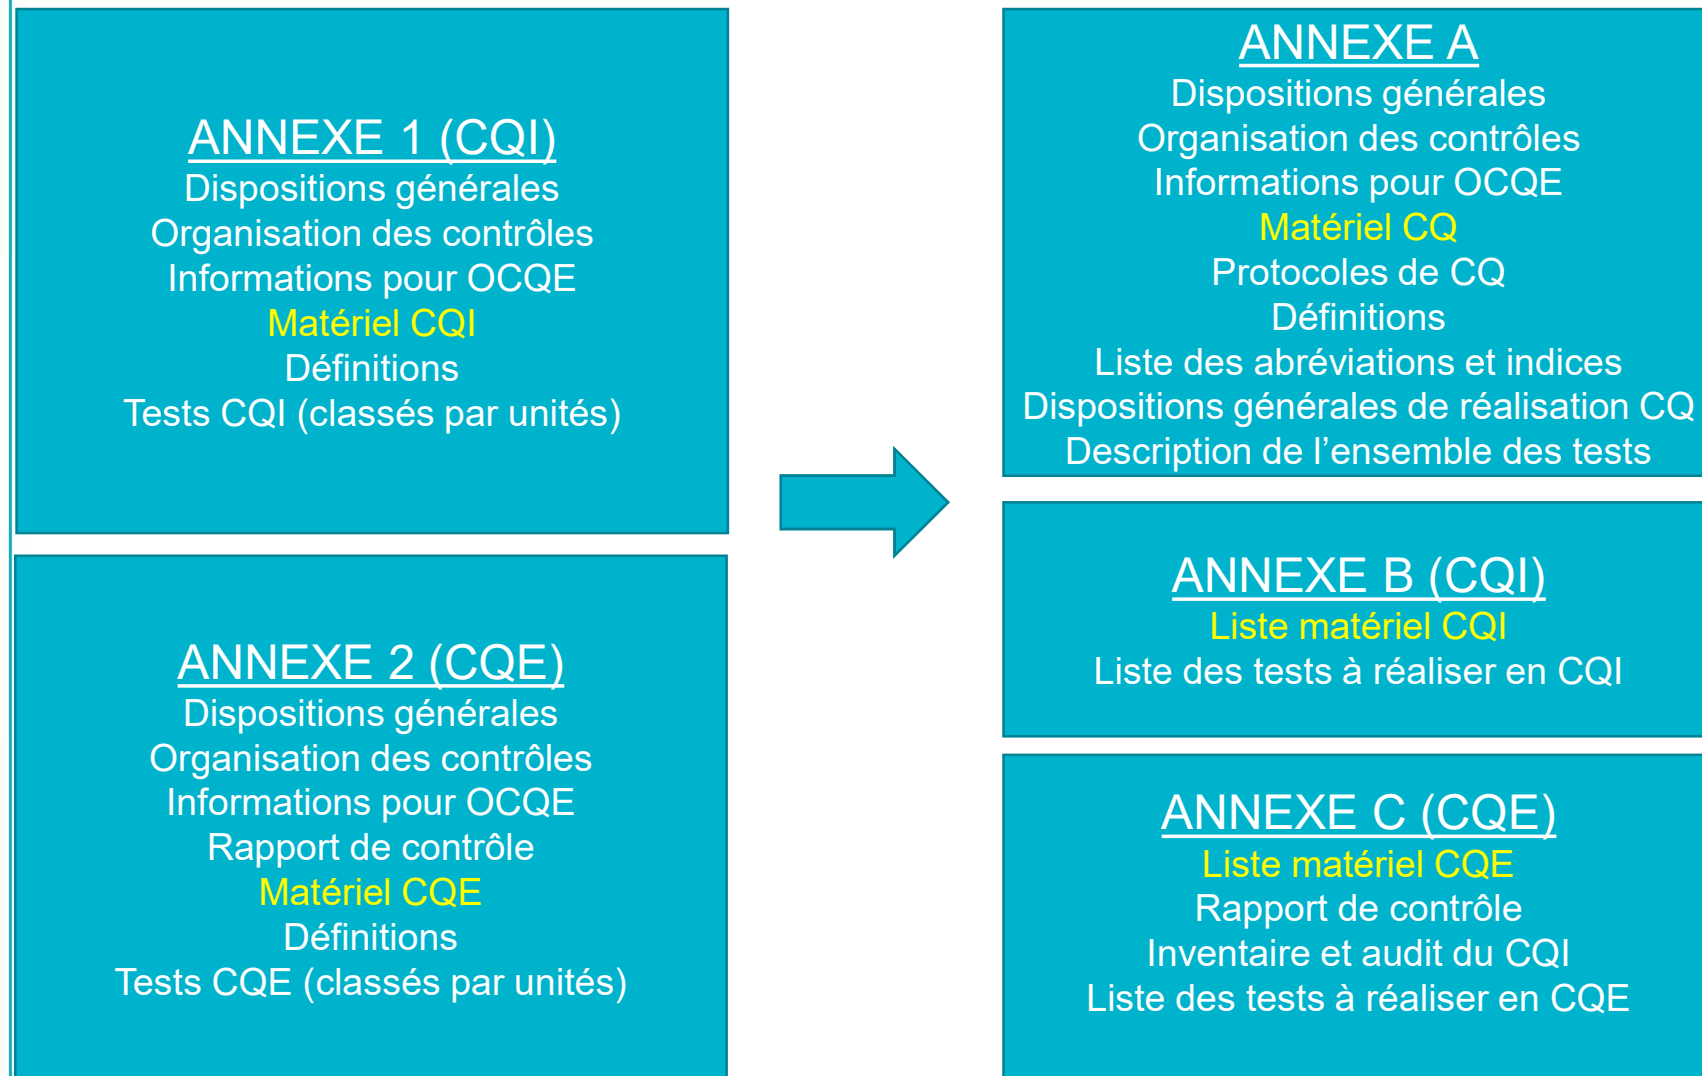 ANNEXE 1 (CQI)
Dispositions générales
Organisation des contrôles
Informations pour OCQE
Matériel CQI
Définitions
Tests CQI (classés par unités)
ANNEXE 2 (CQE)
Dispositions générales
Organisation des contrôles
Informations pour OCQE
Rapport de contrôle
Matériel CQE
Définitions
Tests CQE (classés par unités)
ANNEXE A
Dispositions générales
Organisation des contrôles
Informations pour OCQE
Matériel CQ
Protocoles de CQ
Définitions
Liste des abréviations et indices
Dispositions générales de réalisation CQ
Description de l’ensemble des tests
ANNEXE B (CQI)
Liste matériel CQI
Liste des tests à réaliser en CQI
ANNEXE C (CQE)
Liste matériel CQE
Rapport de contrôle
Inventaire et audit du CQI
Liste des tests à réaliser en CQE